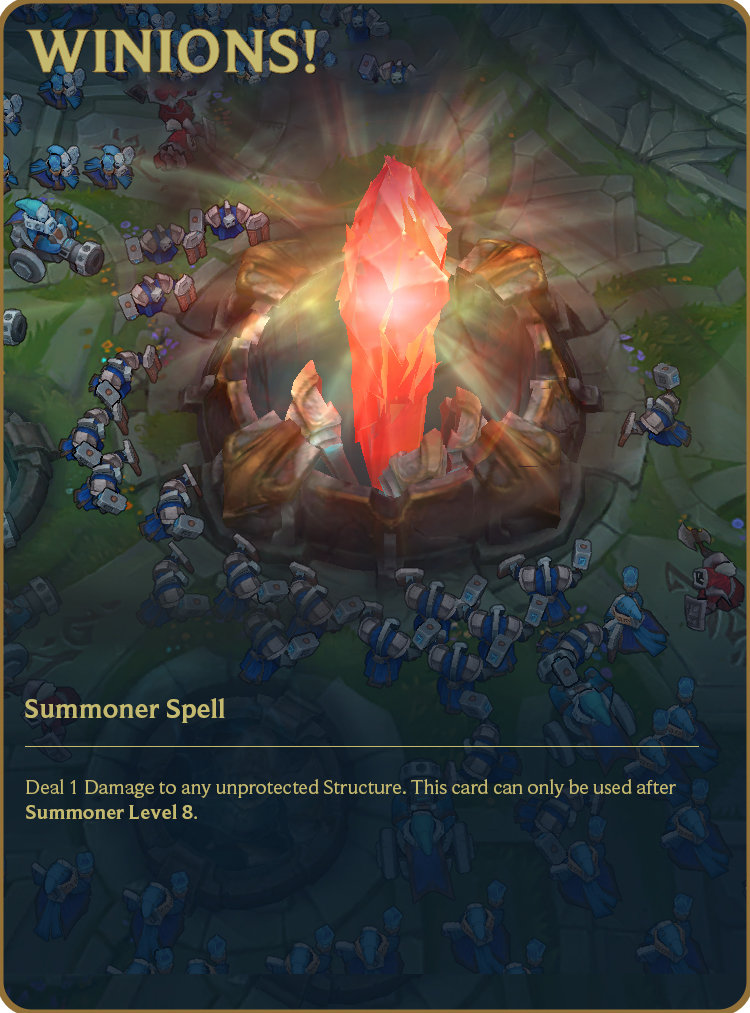 WINIONS!
Summoner Spell
Deal 1 Damage to any unprotected Structure. This card can only be used after
Summoner Level 8.